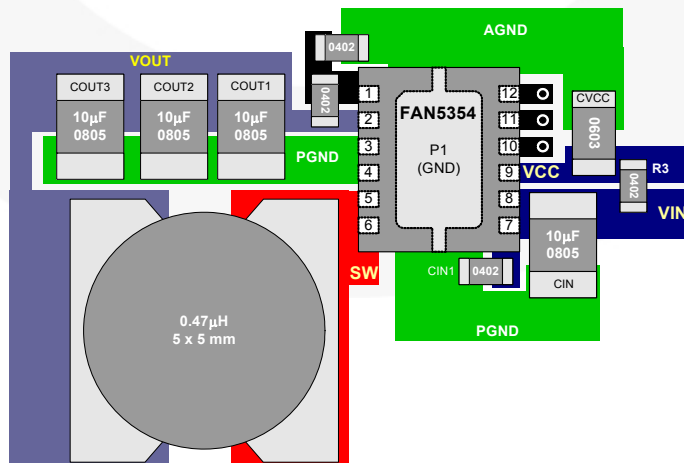 AGND
0402
VOUT
COUT3
COUT2
COUT1
10µF
0805
10µF
0805
10µF
0805
0402
1
2
3
4
5
6
FAN5354
P1
(GND)
12
11
10
9
8
7
CVCC
0603
PGND
VCC
R3
0402
VIN
10µF
0805
CIN
SW
CIN1
0402
PGND
0.47µH
5 x 5 mm